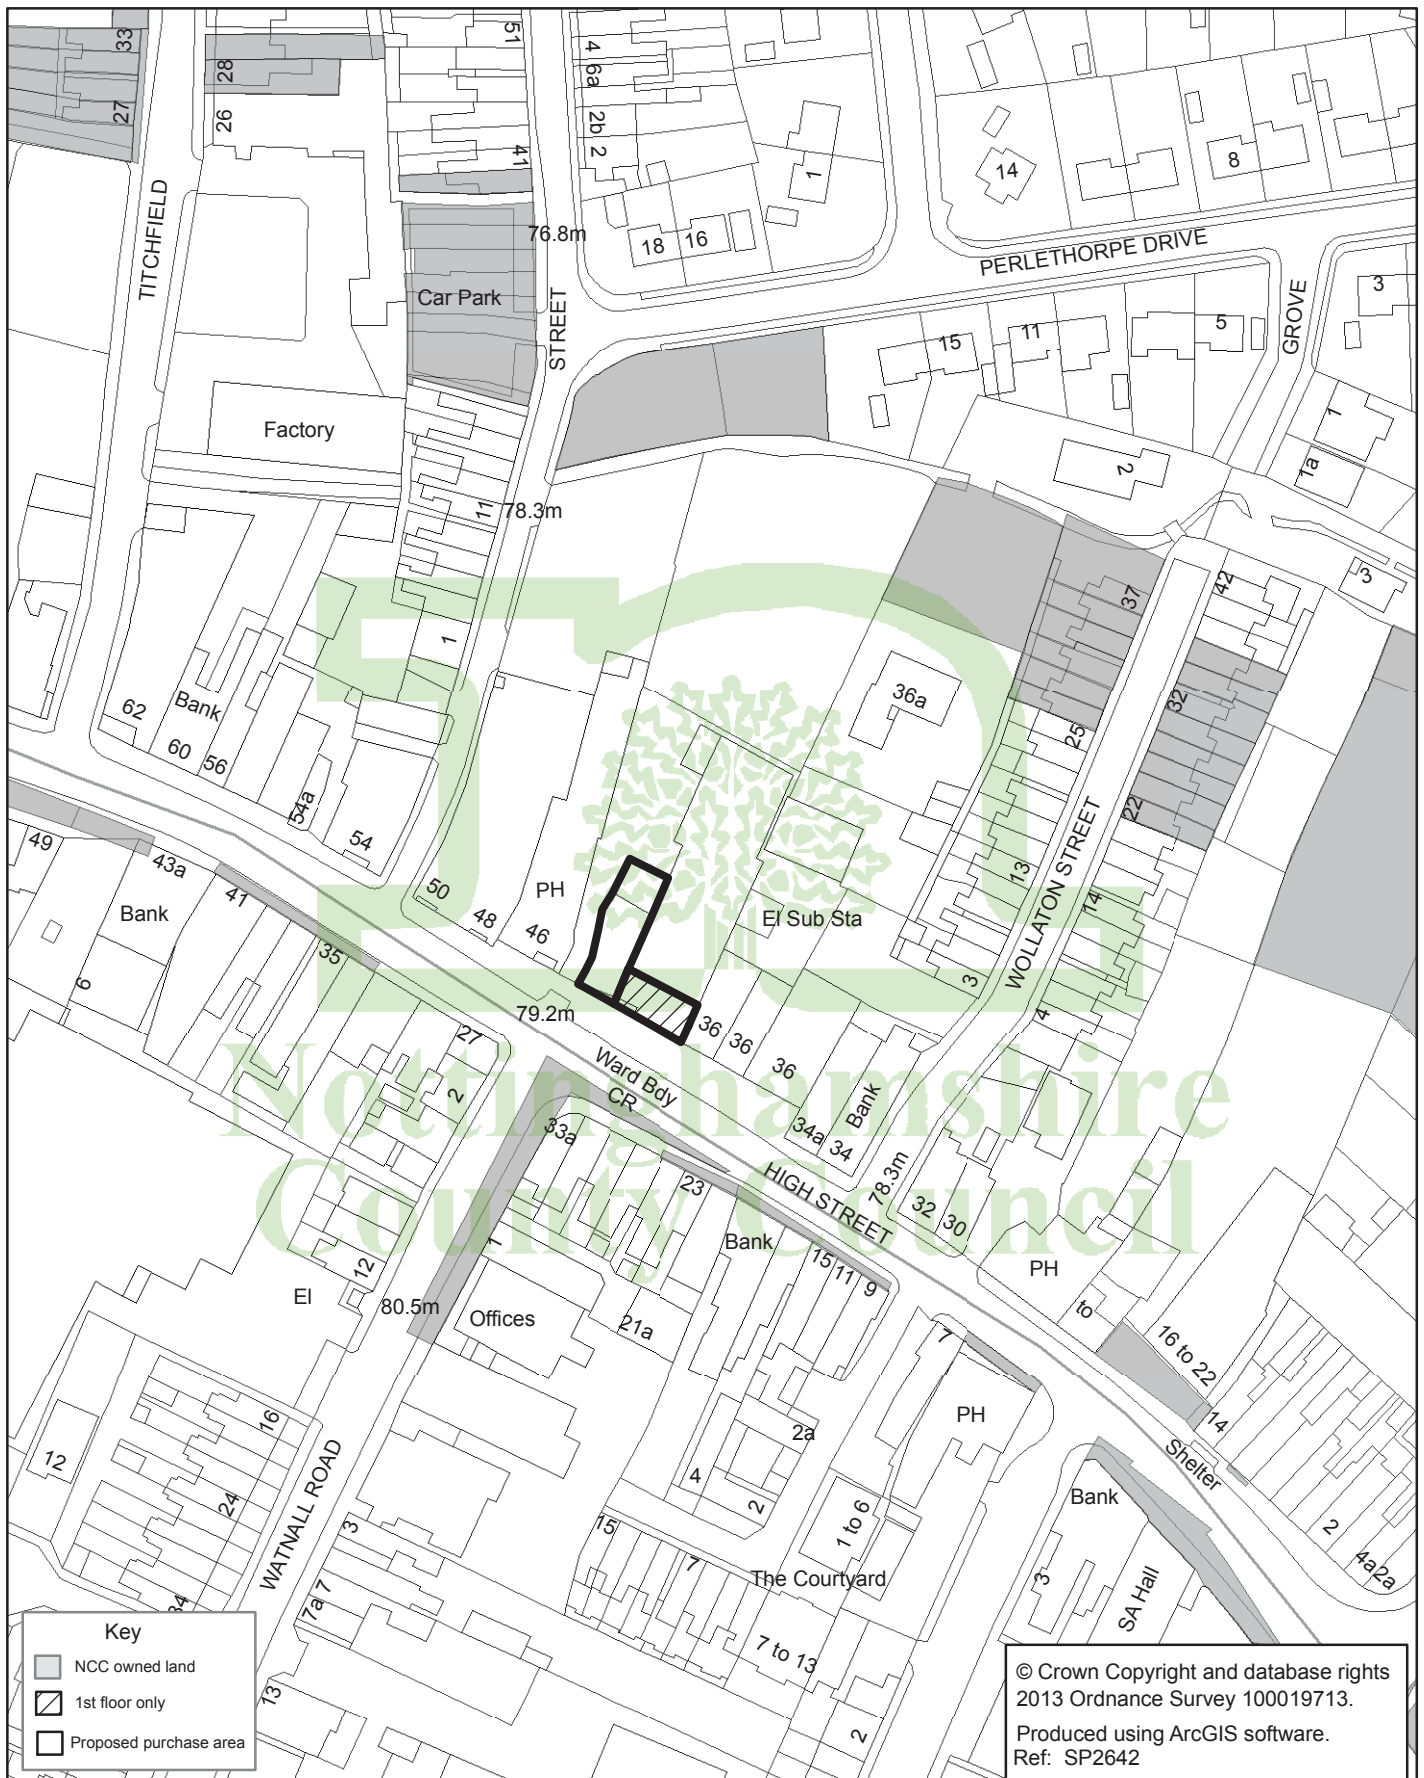 33
27
28
26
51
41
4
6a
2b
2
1
14
8
18
16
76.8m
TITCHFIELD
STREET
PERLETHORPE DRIVE
GROVE
Car Park
15
11
5
3
Factory
1
1a
2
11
78.3m
3
37
42
1
36a
32
25
22
62
Bank
60
56
54a
54
49
43a
41
Bank
35
6
50
48
46
PH
El Sub Sta
13
14
WOLLATON STREET
3
4
79.2m
36
36
36
27
2
Ward Bdy
CR
Nottinghamshire
County Council
33a
34a
34
Bank
HIGH STREET
78.3m
32
30
23
Bank
15
11
9
PH
to
16 to 22
14
1
12
El
80.5m
Offices
21a
7
PH
Shelter
2
4a
2a
16
12
24
34
WATNALL ROAD
2a
4
2
1 to 6
The Courtyard
15
7
7 to 13
Bank
3
SA Hall
3
7
7a
13
2
Key
NCC owned land
1st floor only
Proposed purchase area
© Crown Copyright and database rights
2013 Ordnance Survey 100019713.
Produced using ArcGIS software.
Ref: SP2642